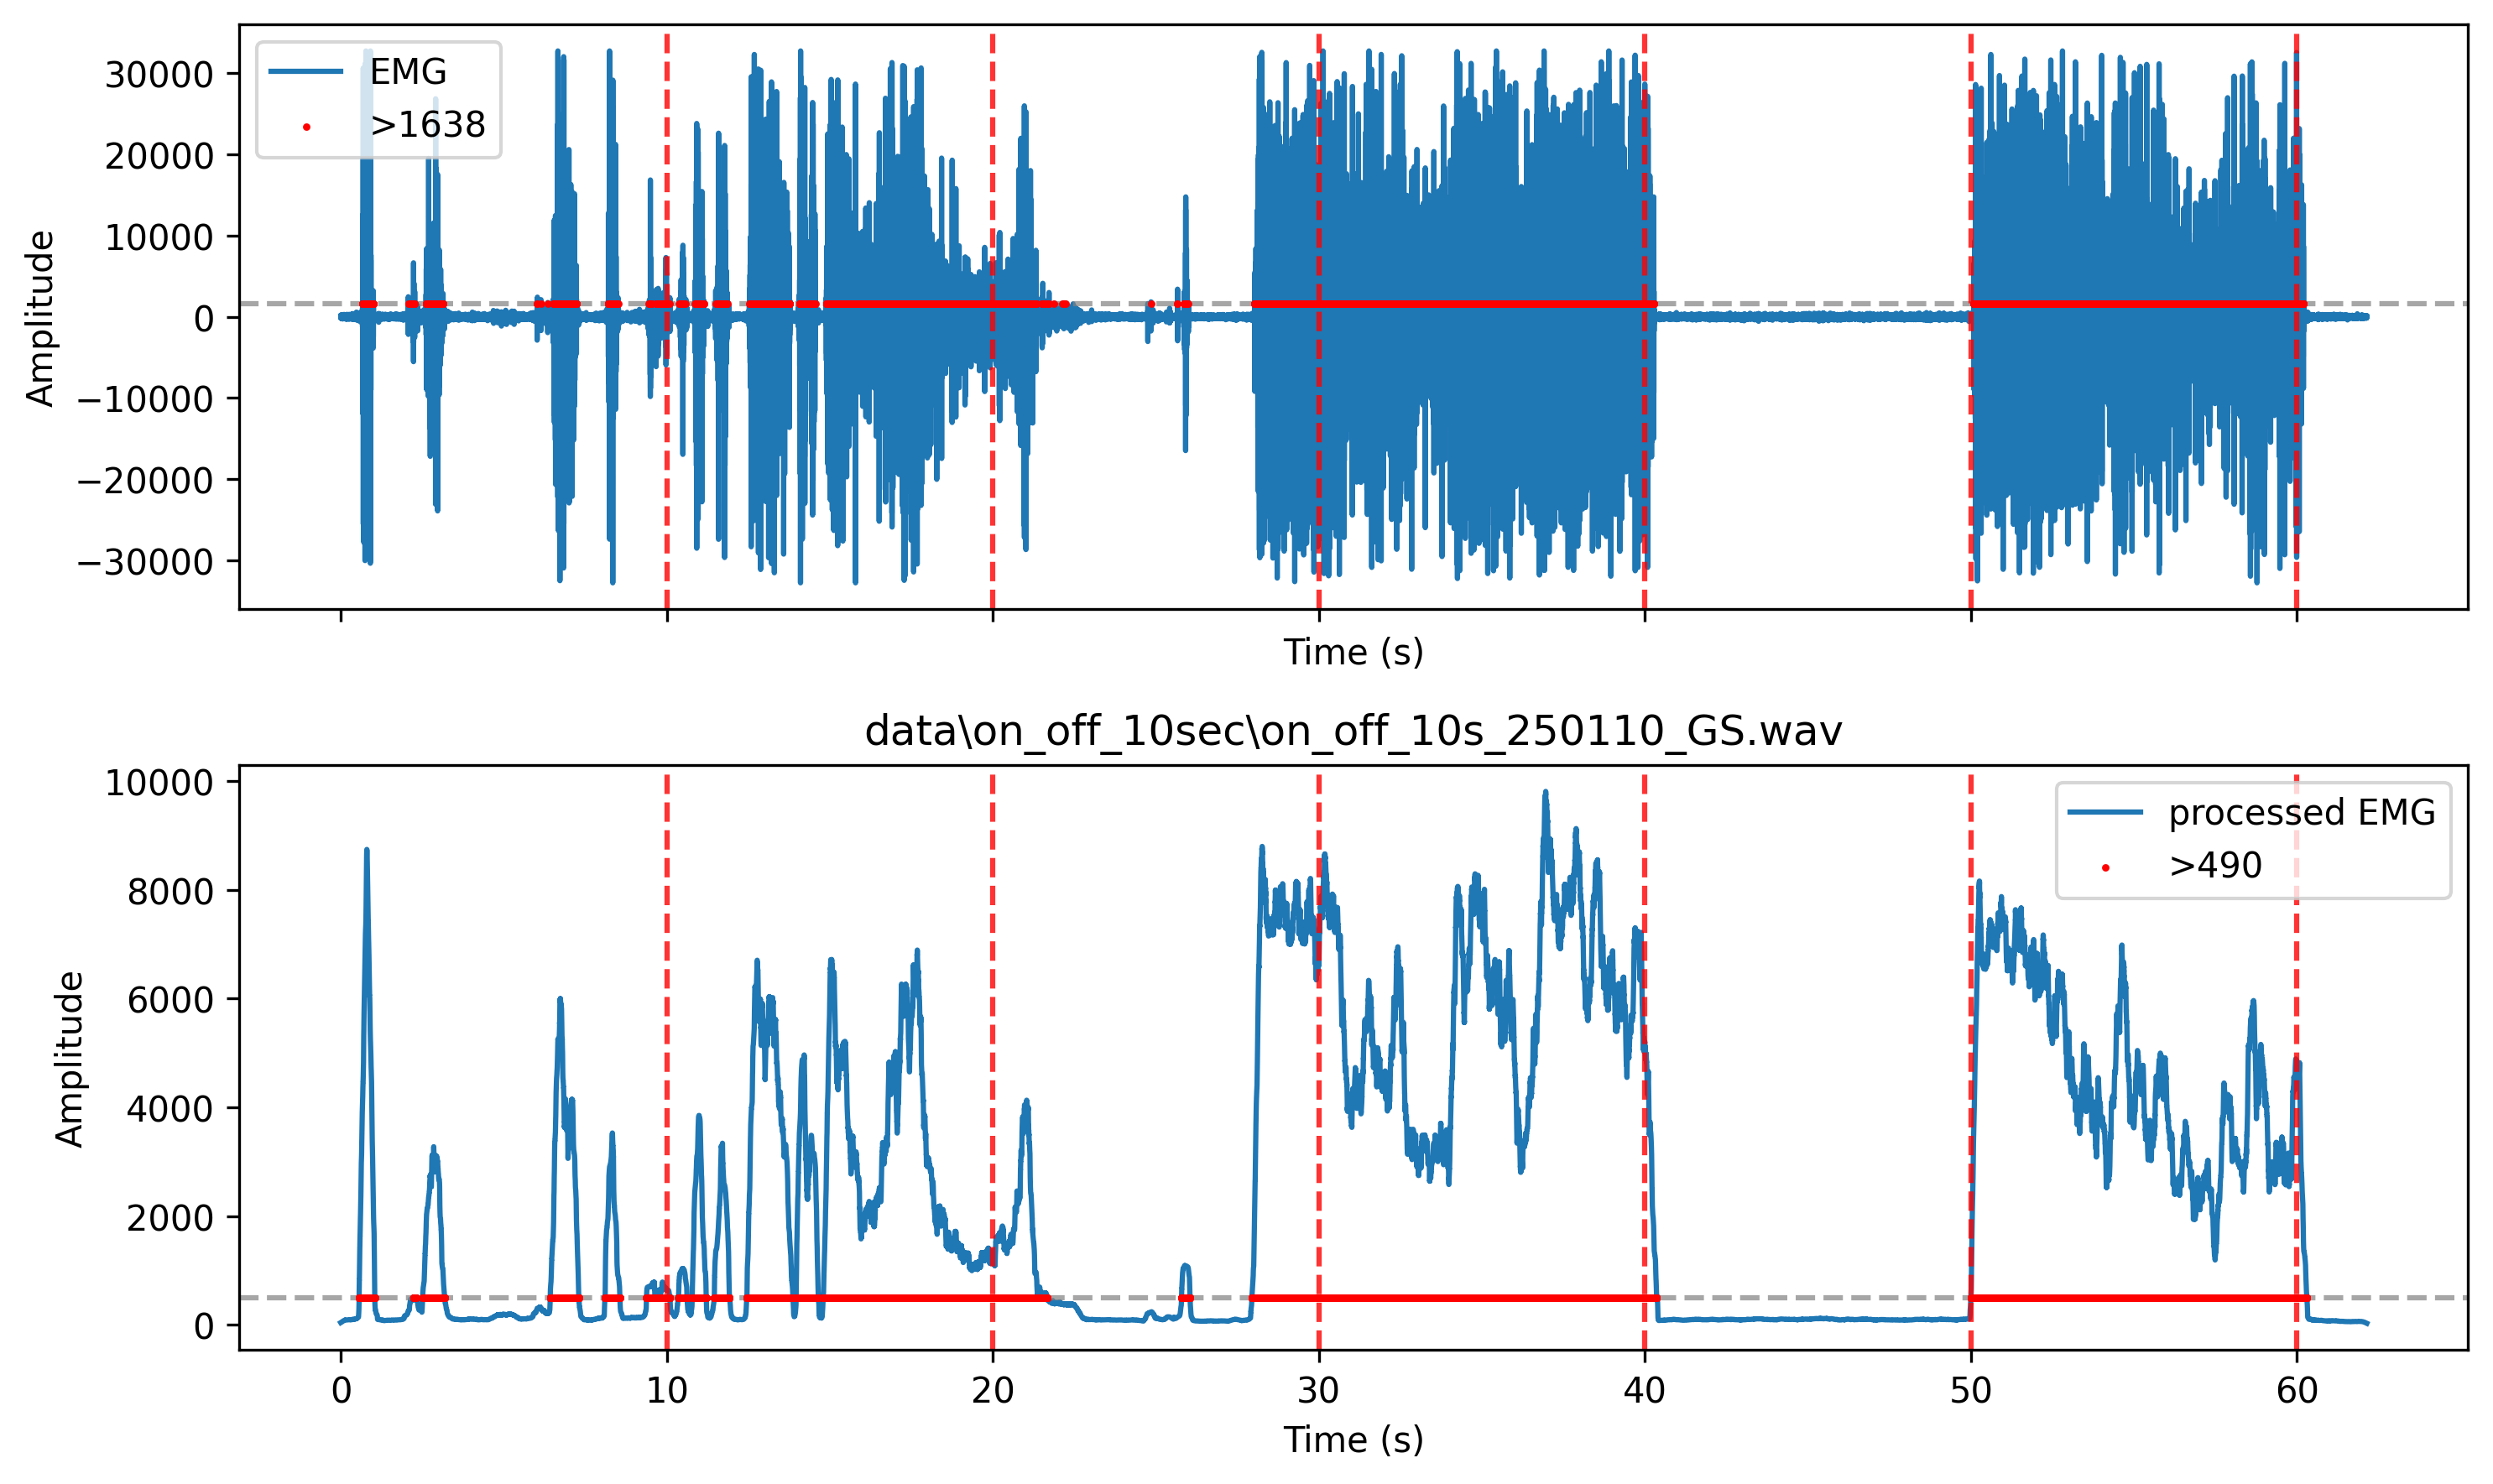 EMG
>1638
30000
20000
10000
0
−10000
−20000
−30000
Amplitude
Time (s)
data\on_off_10sec\on_off_10s_250110_GS.wav
processed EMG
>490
10000
8000
6000
4000
2000
0
Amplitude
0 10 20 30 40 50 60
Time (s)